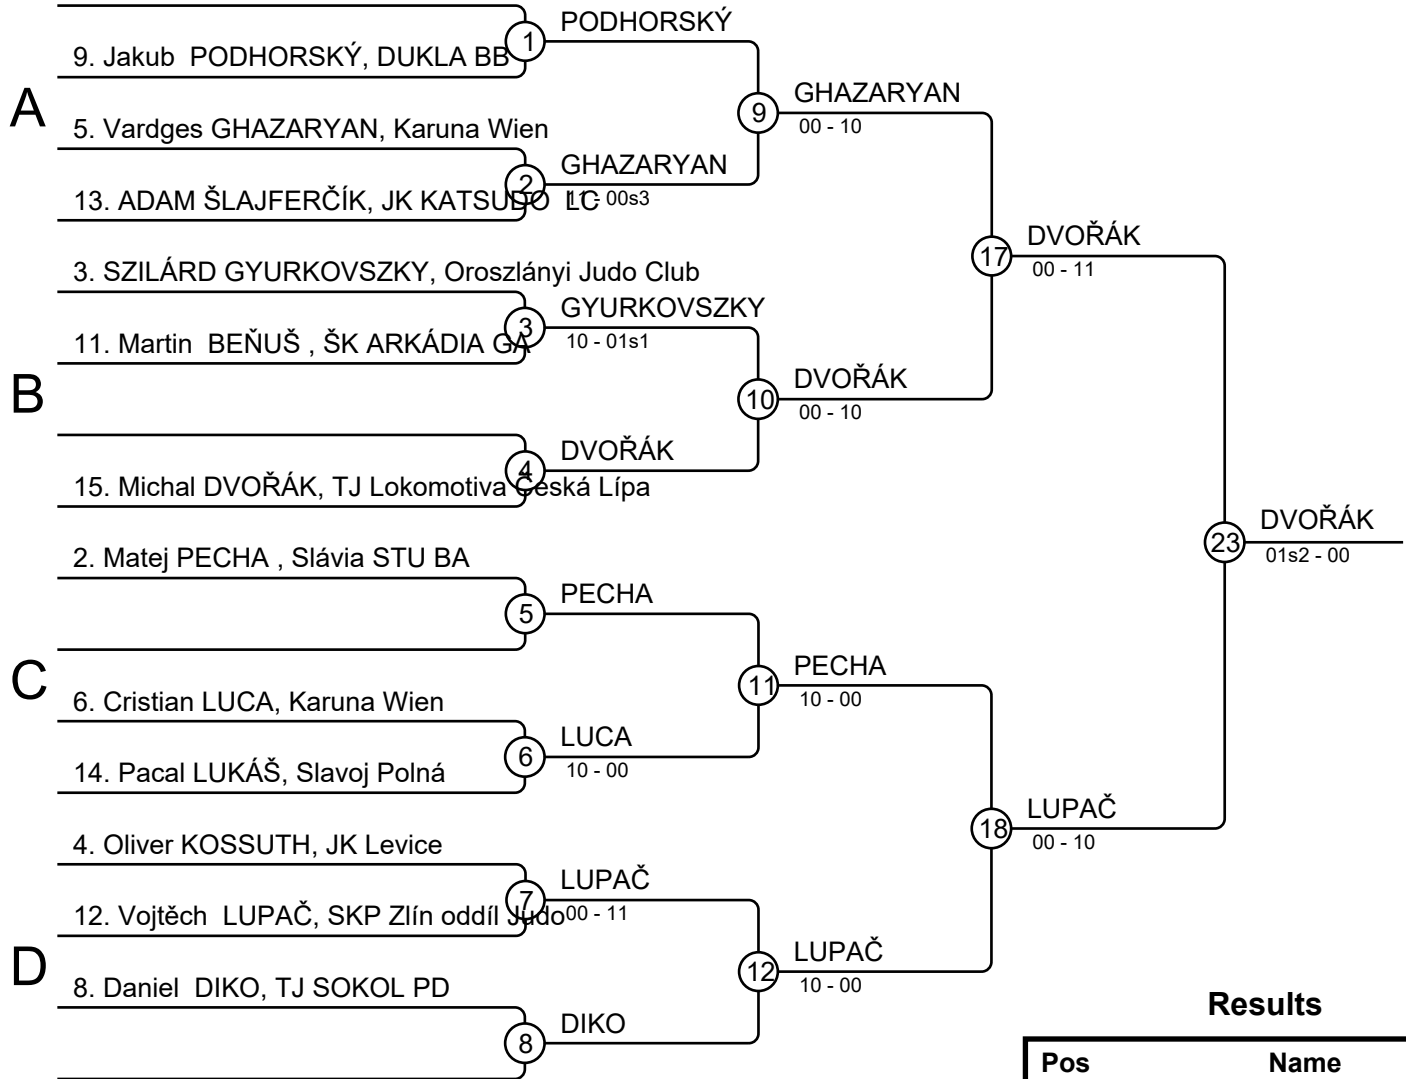 PODHORSKÝ
1
9. Jakub  PODHORSKÝ, DUKLA BB
A
GHAZARYAN
9
00 - 10
5. Vardges GHAZARYAN, Karuna Wien
GHAZARYAN
2
11 - 00s3
13. ADAM ŠLAJFERČÍK, JK KATSUDO  LC
DVOŘÁK
17
00 - 11
3. SZILÁRD GYURKOVSZKY, Oroszlányi Judo Club
GYURKOVSZKY
3
10 - 01s1
11. Martin  BEŇUŠ , ŠK ARKÁDIA GA
B
DVOŘÁK
10
00 - 10
DVOŘÁK
4
15. Michal DVOŘÁK, TJ Lokomotiva Česká Lípa
DVOŘÁK
23
01s2 - 00
2. Matej PECHA , Slávia STU BA
PECHA
5
C
PECHA
11
10 - 00
6. Cristian LUCA, Karuna Wien
LUCA
6
10 - 00
14. Pacal LUKÁŠ, Slavoj Polná
LUPAČ
18
00 - 10
4. Oliver KOSSUTH, JK Levice
LUPAČ
7
00 - 11
12. Vojtěch  LUPAČ, SKP Zlín oddíl Judo
D
LUPAČ
12
10 - 00
8. Daniel  DIKO, TJ SOKOL PD
DIKO
8
Results
Pos Name